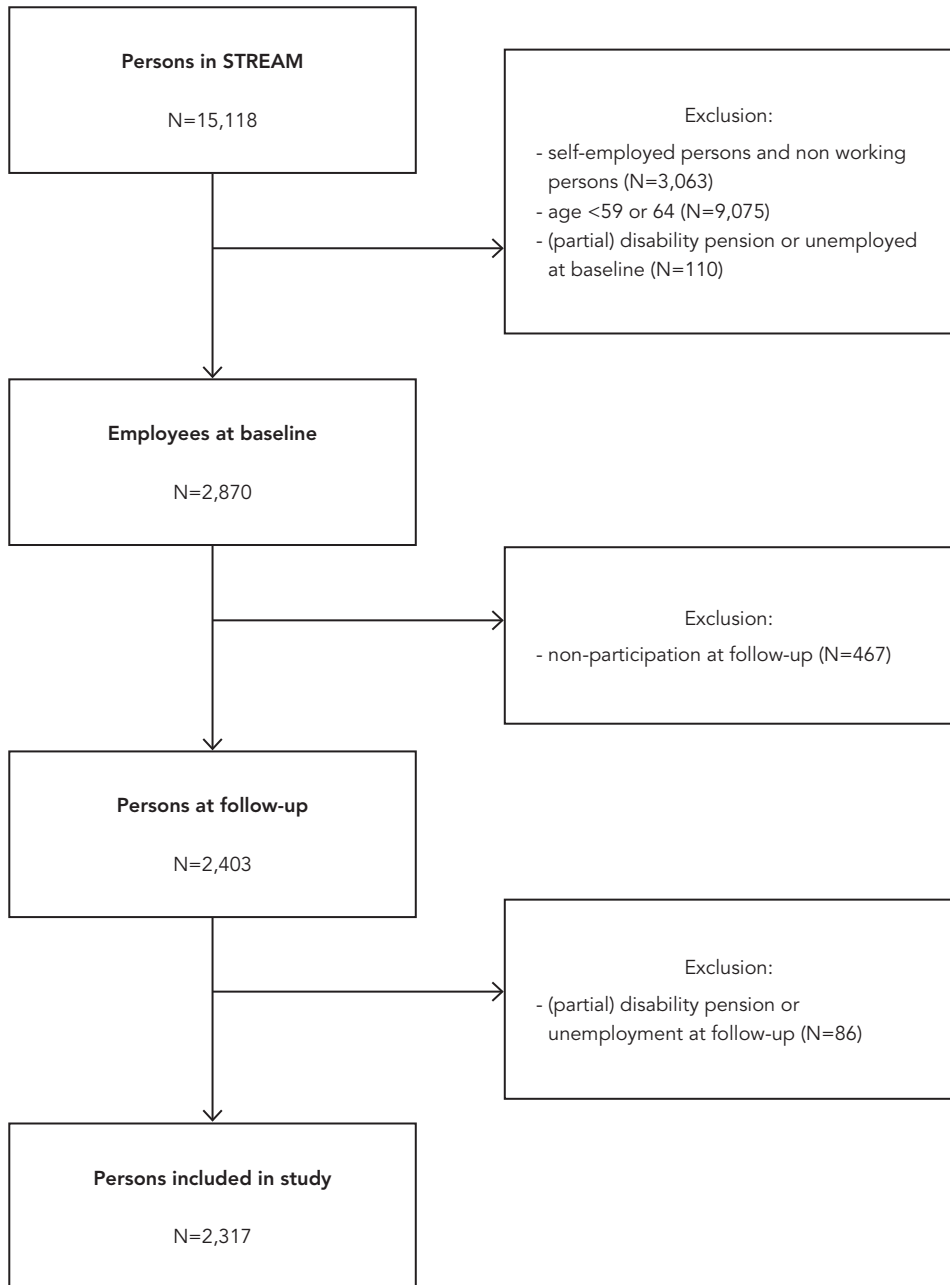 Persons in STREAM
N=15,118
Exclusion:
- self-employed persons and non working
persons (N=3,063)
- age <59 or 64 (N=9,075)
- (partial) disability pension or unemployed
at baseline (N=110)
Employees at baseline
N=2,870
Exclusion:
- non-participation at follow-up (N=467)
Persons at follow-up
N=2,403
Exclusion:
- (partial) disability pension or
unemployment at follow-up (N=86)
Persons included in study
N=2,317